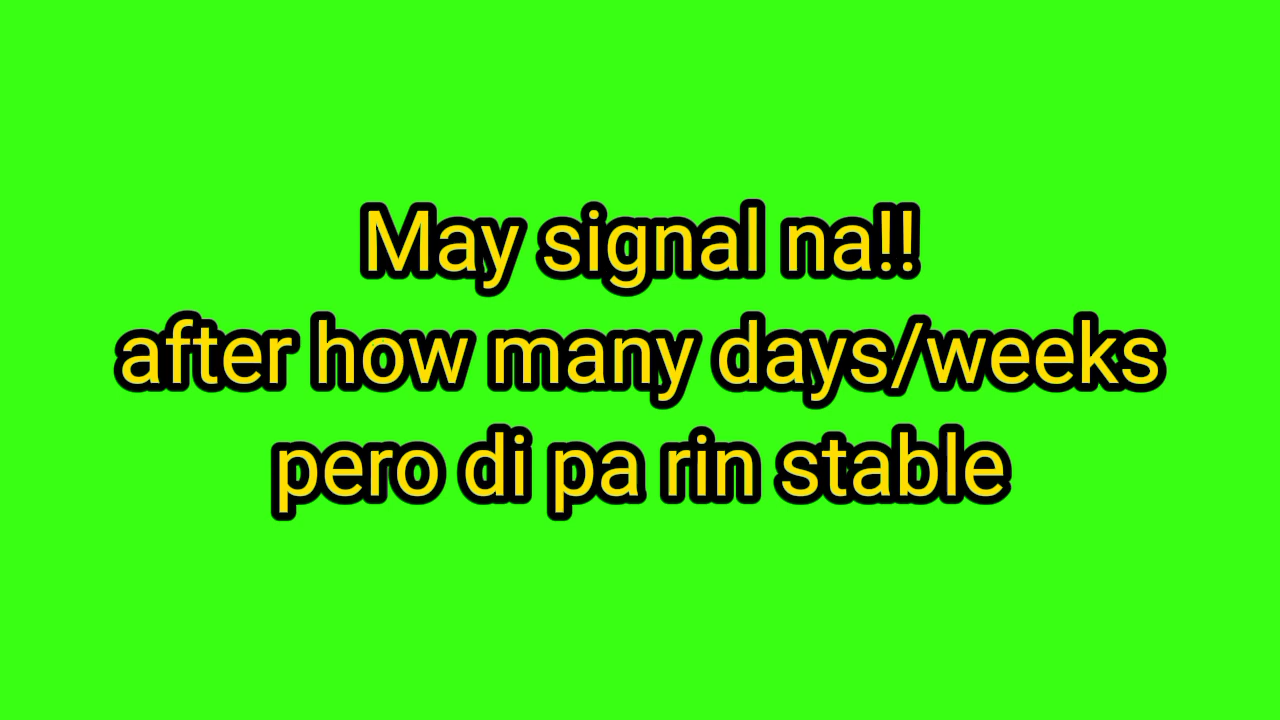 May signal na!!
after how many days/weeks
pero di pa rin stable